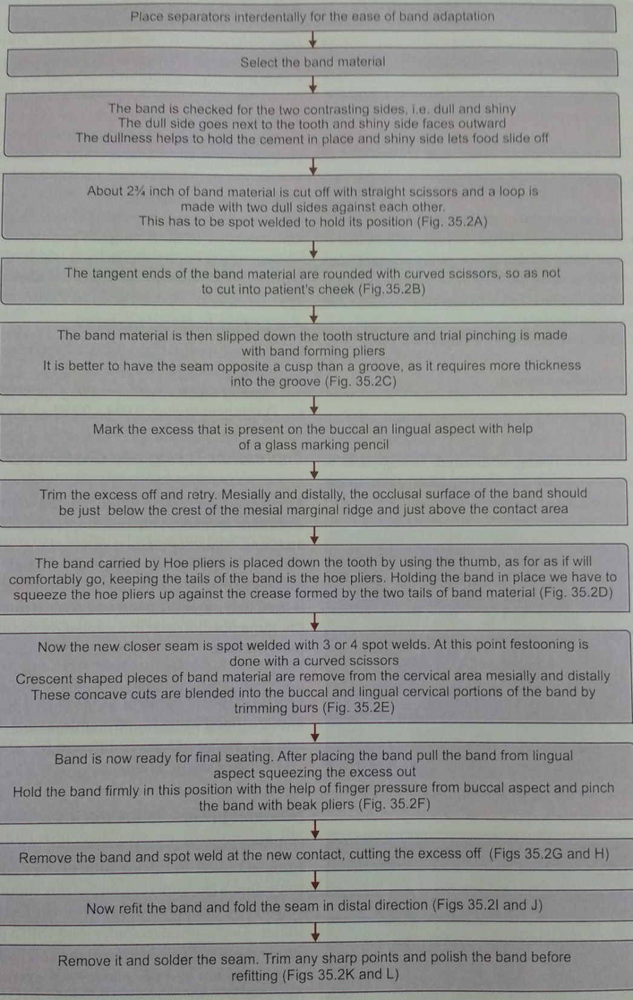 Place separators interdentally for the ease of band adaptation
Select the band material
The band is checked for the two contrasting sides, i.e. dull and shiny
The dull side goes next to the tooth and shiny side faces outward
The dullness helps to hold the cement in place and shiny side lets food slide off
About 2¾ inch of band material is cut off with straight scissors and a loop is
made with two dull sides against each other.
This has to be spot welded to hold its position (Fig. 35.2A)
The tangent ends of the band material are rounded with curved scissors, so as not
to cut into patient's cheek (Fig.35.2B)
The band material is then slipped down the tooth structure and trial pinching is made
with band forming pliers
It is better to have the seam opposite a cusp than a groove, as it requires more thickness
into the groove (Fig. 35.2C)
Mark the excess that is present on the buccal an lingual aspect with help
of a glass marking pencil
Trim the excess off and retry. Mesially and distally, the occlusal surface of the band should
be just below the crest of the mesial marginal ridge and just above the contact area
The band carried by Hoe pliers is placed down the tooth by using the thumb, as for as if will
comfortably go, keeping the tails of the band is the hoe pliers. Holding the band in place we have to
squeeze the hoe pliers up against the crease formed by the two tails of band material (Fig. 35.2D)
Now the new closer seam is spot welded with 3 or 4 spot welds. At this point festooning is
done with a curved scissors
Crescent shaped pleces of band material are remove from the cervical area mesially and distally
These concave cuts are blended into the buccal and lingual cervical portions of the band by
trimming burs (Fig. 35.2E)
Band is now ready for final seating. After placing the band pull the band from lingual
aspect squeezing the excess out
Hold the band firmly in this position with the help of finger pressure from buccal aspect and pinch
the band with beak pliers (Fig. 35.2F)
Remove the band and spot weld at the new contact, cutting the excess off (Figs 35.2G and H)
Now refit the band and fold the seam in distal direction (Figs 35.2I and J)
Remove it and solder the seam. Trim any sharp points and polish the band before
refitting (Figs 35.2K and L)